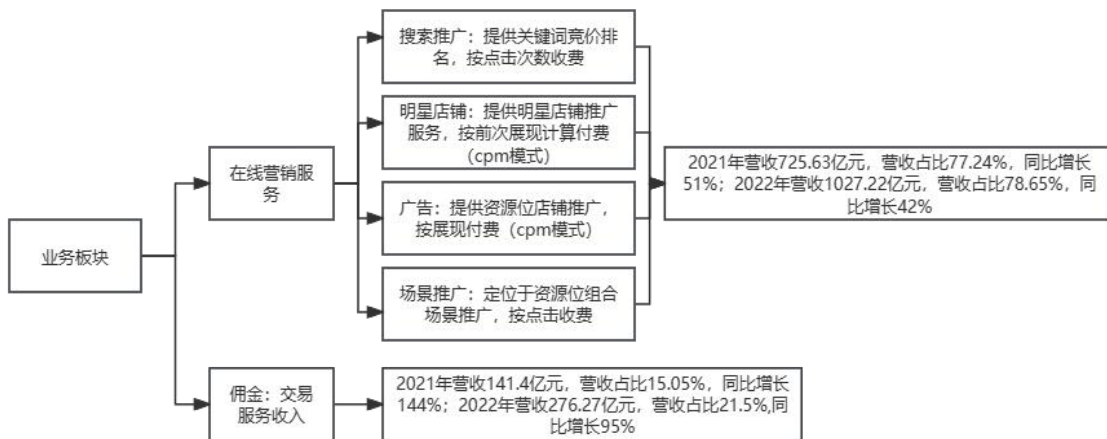 搜索推广：提供关键词竞价排
名，按点击次数收费
明星店铺：提供明星店铺推广
服务，按前次展现计算付费
（cpm模式）
广告：提供资源位店铺推广，
按展现付费（cpm模式）
场景推广：定位于资源位组合
场景推广，按点击收费
在线营销服
务
2021年营收725.63亿元，营收占比77.24%，同比增长
51%；2022年营收1027.22亿元，营收占比78.65%，同
比增长42%
业务板块
佣金：交易
服务收入
2021年营收141.4亿元，营收占比15.05%，同比增长
144%；2022年营收276.27亿元，营收占比21.5%,同
比增长95%